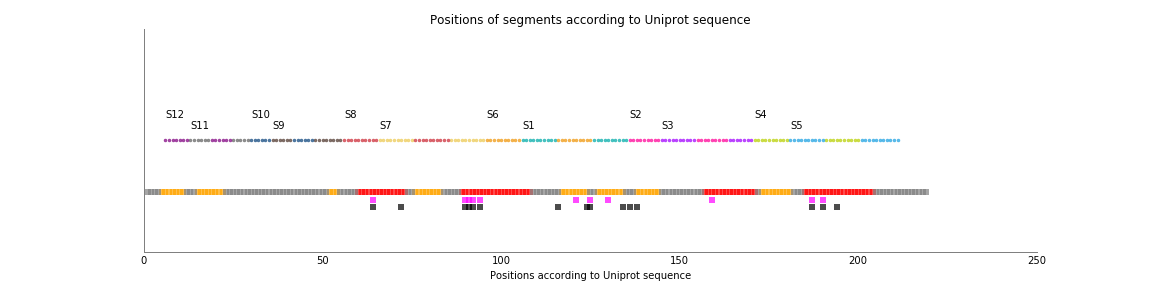 Positions of segments according to Uniprot sequence
S12 S10 S8 S6 S2 S4
S11 S9 S7 S1 S3 S5
0 50 100 150 200 250
Positions according to Uniprot sequence